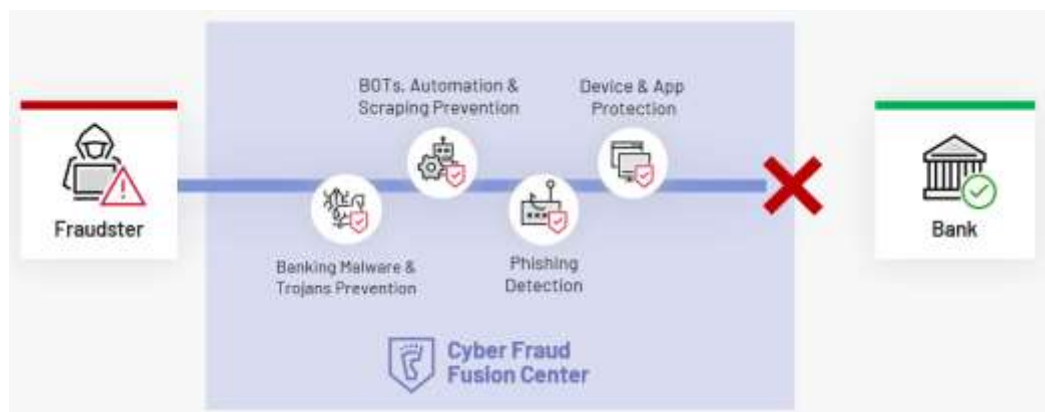 BOTs, Automation &
Scraping Prevention
Device & App
Protection
Fraudster
Bank
Banking Malware &
Trojans Prevention
Phishing
Detection
Cyber Fraud
Fusion Center